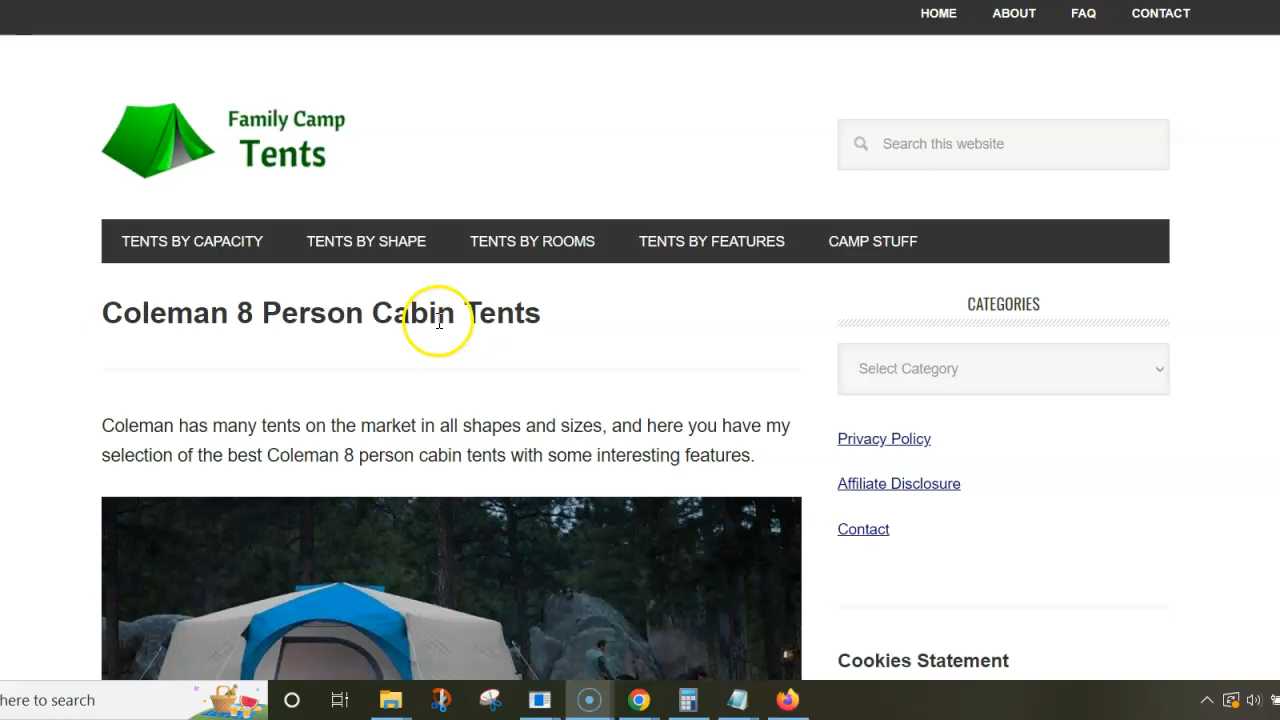 HOME ABOUT FAQ CONTACT
Family Camp
Tents
Search this website
TENTS BY CAPACITY TENTS BY SHAPE TENTS BY ROOMS TENTS BY FEATURES CAMP STUFF
Coleman 8 Person Cabin Tents
Coleman has many tents on the market in all shapes and sizes, and here you have my
selection of the best Coleman 8 person cabin tents with some interesting features.
CATEGORIES
Select Category
Privacy Policy
Affiliate Disclosure
Contact
Cookies Statement
here to search